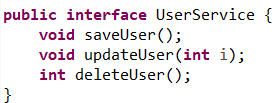 public interface UserService {
    void saveUser();
    void updateUser(int i);
    int deleteUser();
}